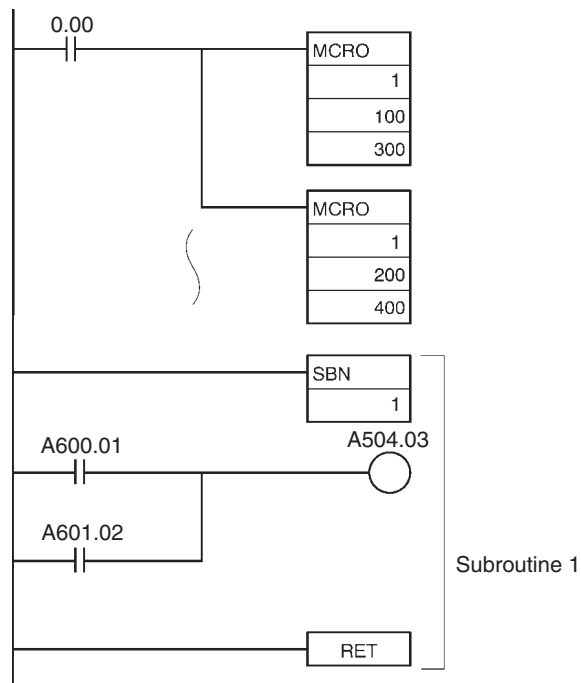 0.00
MCRO
1
100
300
MCRO
1
200
400
SBN
1
A504.03
A600.01
A601.02
Subroutine 1
RET